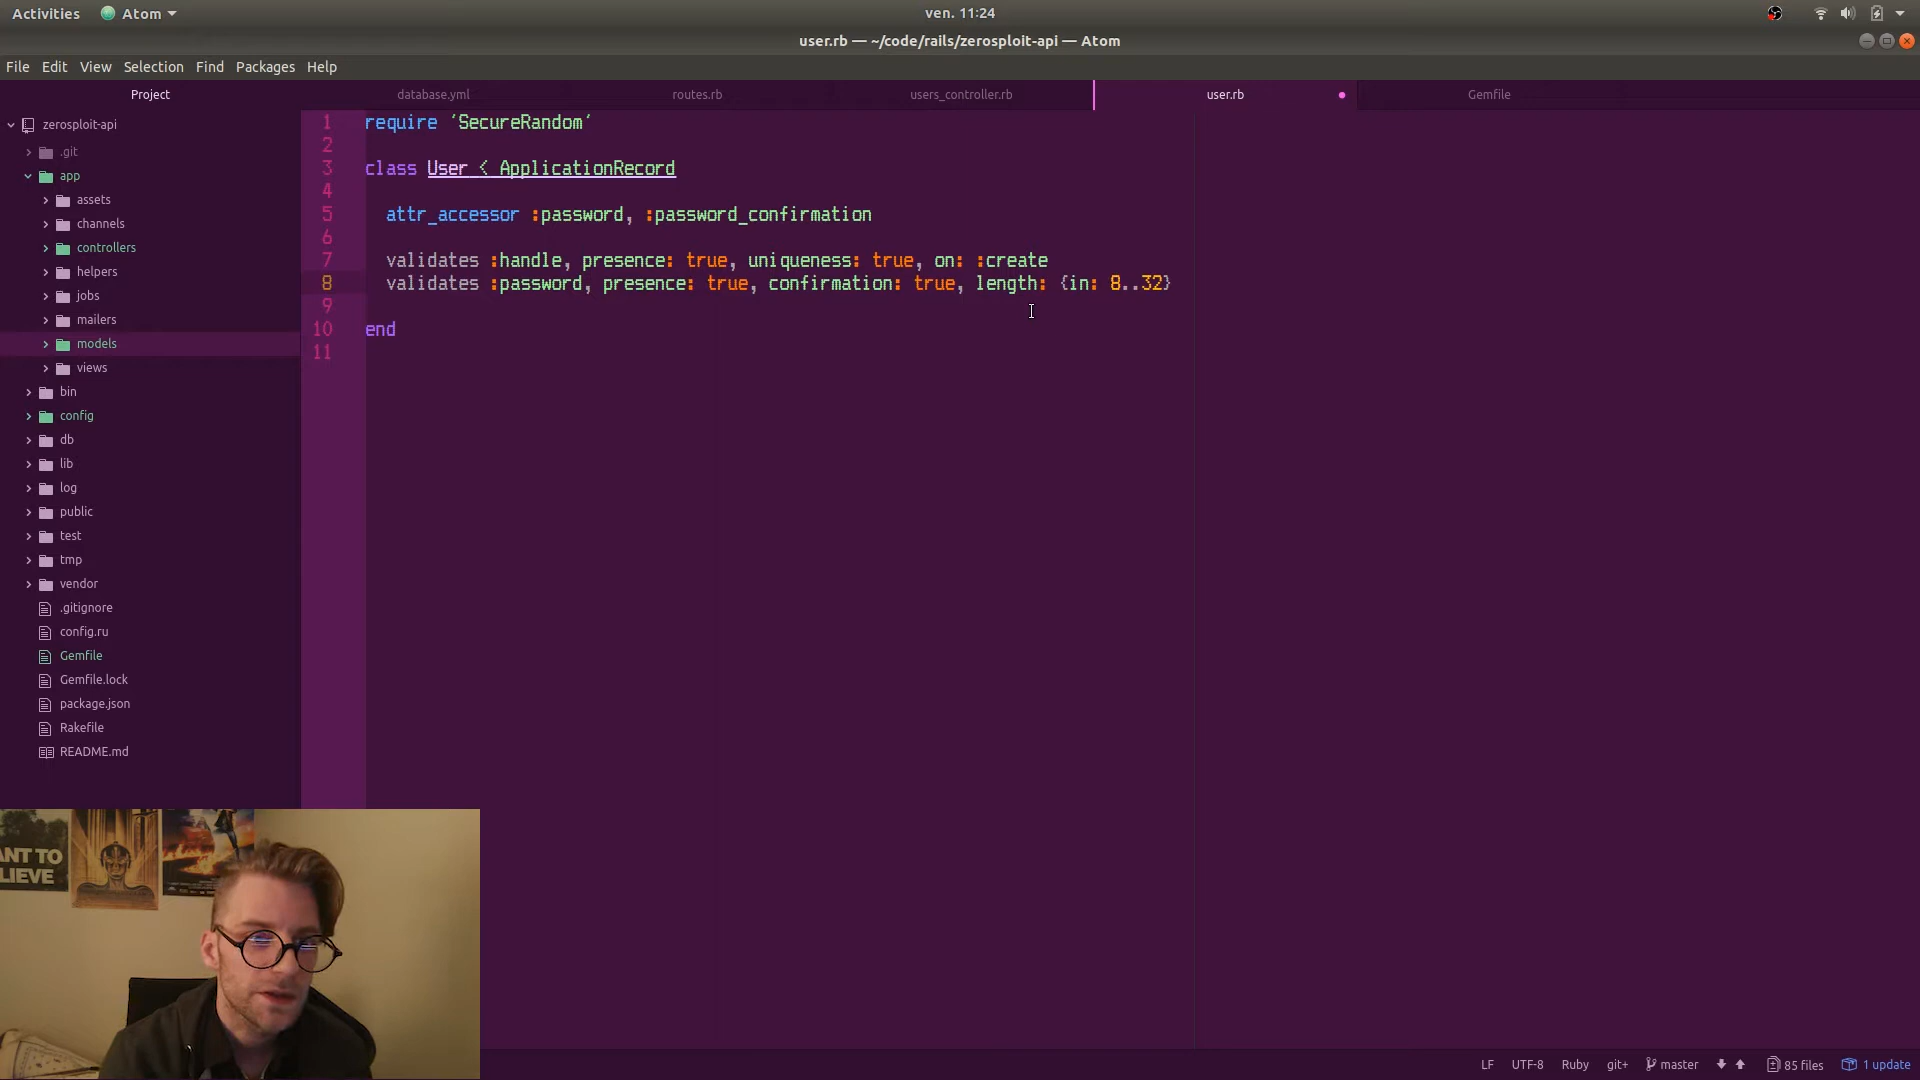 Activities
Atom
ven. 11:24
user.rb — ~/code/rails/zerosploit-api — Atom
File Edit View Selection Find Packages Help
Project
database.yml
routes.rb
users_controller.rb
user.rb
Gemfile
zerosploit-api
.git
app
assets
channels
controllers
helpers
jobs
mailers
models
views
bin
config
db
lib
log
public
test
tmp
vendor
.gitignore
config.ru
Gemfile
Gemfile.lock
package.json
Rakefile
README.md
1 require 'SecureRandom'
2
3 class User < ApplicationRecord
4
5 attr_accessor :password, :password_confirmation
6
7 validates :handle, presence: true, uniqueness: true, on: :create
8 validates :password, presence: true, confirmation: true, length: {in: 8..32}
9
10 end
11
ANT TO
LIEVE
LF UTF-8 Ruby git+ master 85 files 1 update